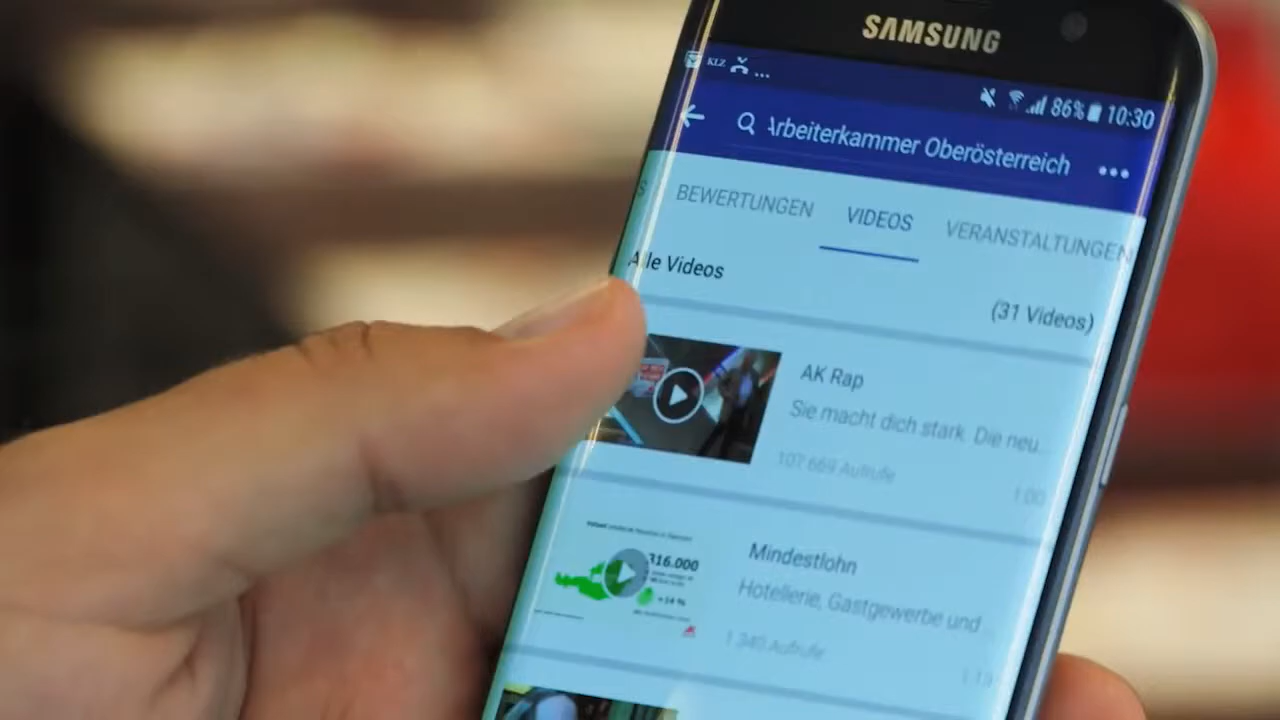 SAMSUNG
KLZ ...
86% 10:30
Arbeiterkammer Oberösterreich
S BEWERTUNGEN VIDEOS VERANSTALTUNGEN
Alle Videos
(31 Videos)
AK Rap
Sie macht dich stark. Die neu...
107 669 Aufrufe
1:00
316.000
+14 %
Mindestlohn
Hotellerie, Gastgewerbe und
1 340 Aufrufe